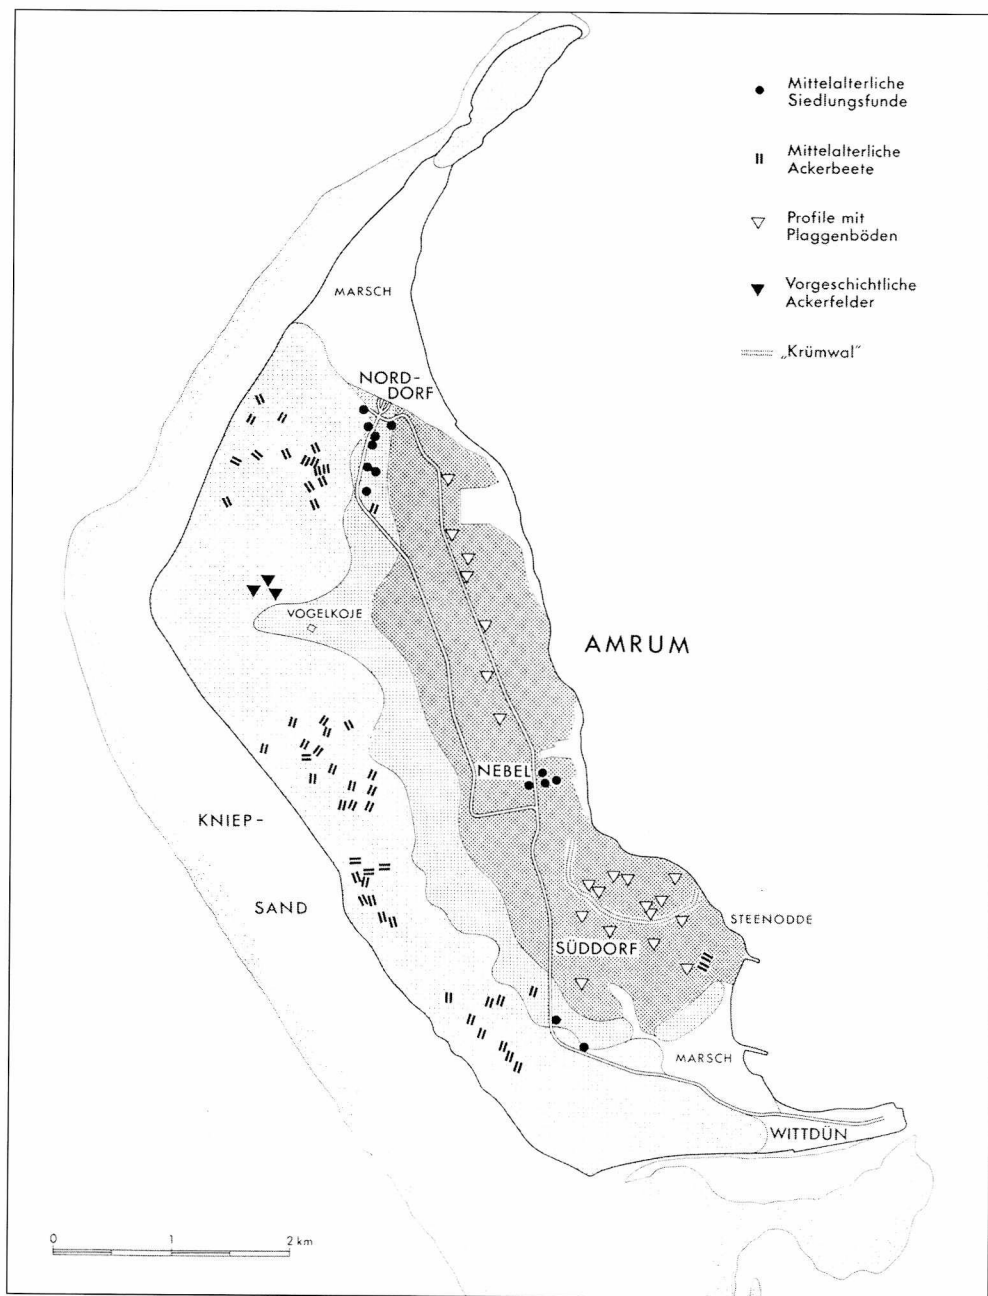 Mittelalterliche
Siedlungsfunde
Mittelalterliche
Ackerbeete
Profile mit
Plaggenböden
Vorgeschichtliche
Ackerfelder
„Krümwal"
MARSCH
NORD-
DORF
VOGELKOJE
AMRUM
NEBEL
KNIEP-
SAND
STEENODDE
SÜDDORF
MARSCH
WITTDÜN
0 1 2 km